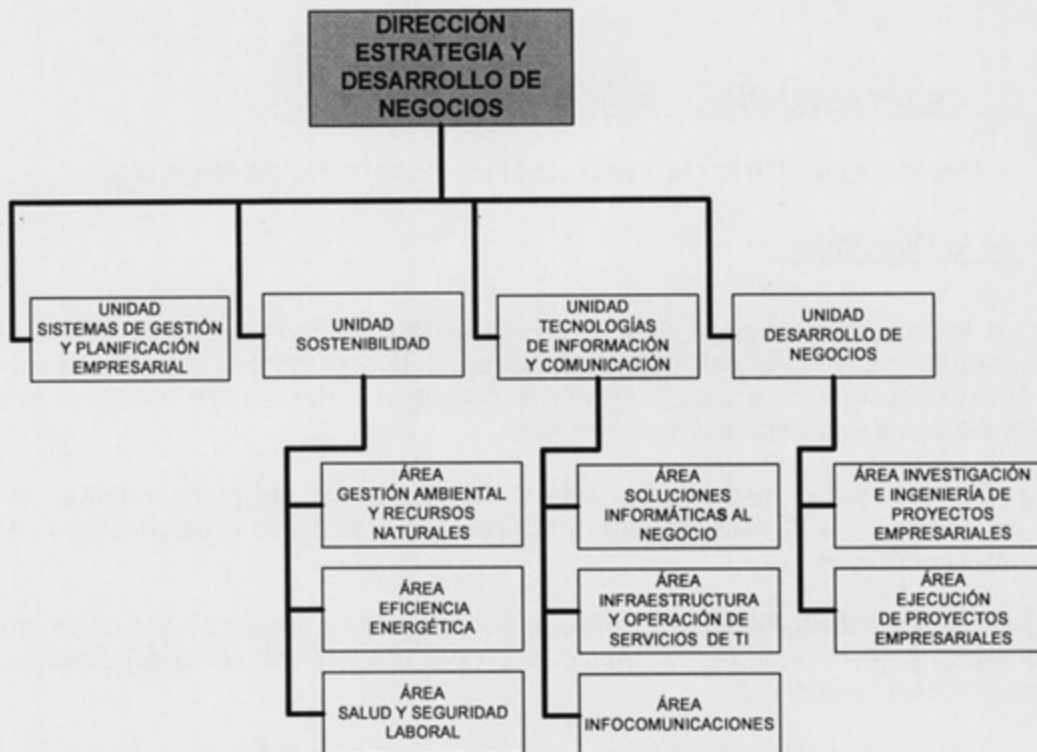 DIRECCIÓN
ESTRATEGIA Y
DESARROLLO DE
NEGOCIOS
UNIDAD
SISTEMAS DE GESTIÓN
Y PLANIFICACIÓN
EMPRESARIAL
UNIDAD
SOSTENIBILIDAD
UNIDAD
TECNOLOGÍAS
DE INFORMACIÓN
Y COMUNICACIÓN
UNIDAD
DESARROLLO DE
NEGOCIOS
ÁREA
GESTIÓN AMBIENTAL
Y RECURSOS
NATURALES
ÁREA
SOLUCIONES
INFORMÁTICAS AL
NEGOCIO
ÁREA INVESTIGACIÓN
E INGENIERÍA DE
PROYECTOS
EMPRESARIALES
ÁREA
EFICIENCIA
ENERGÉTICA
ÁREA
INFRAESTRUCTURA
Y OPERACIÓN DE
SERVICIOS DE TI
ÁREA
EJECUCIÓN
DE PROYECTOS
EMPRESARIALES
ÁREA
SALUD Y SEGURIDAD
LABORAL
ÁREA
INFOCOMUNICACIONES